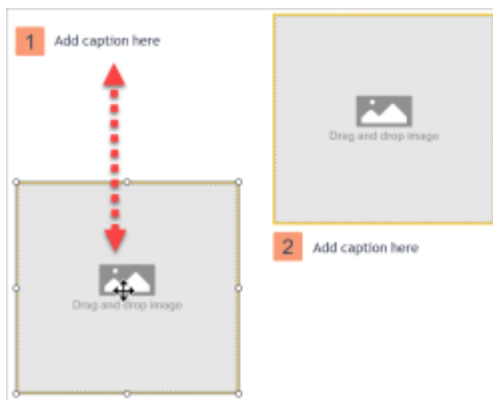 1 Add caption here
Drag and drop image
Drag and drop image
2 Add caption here